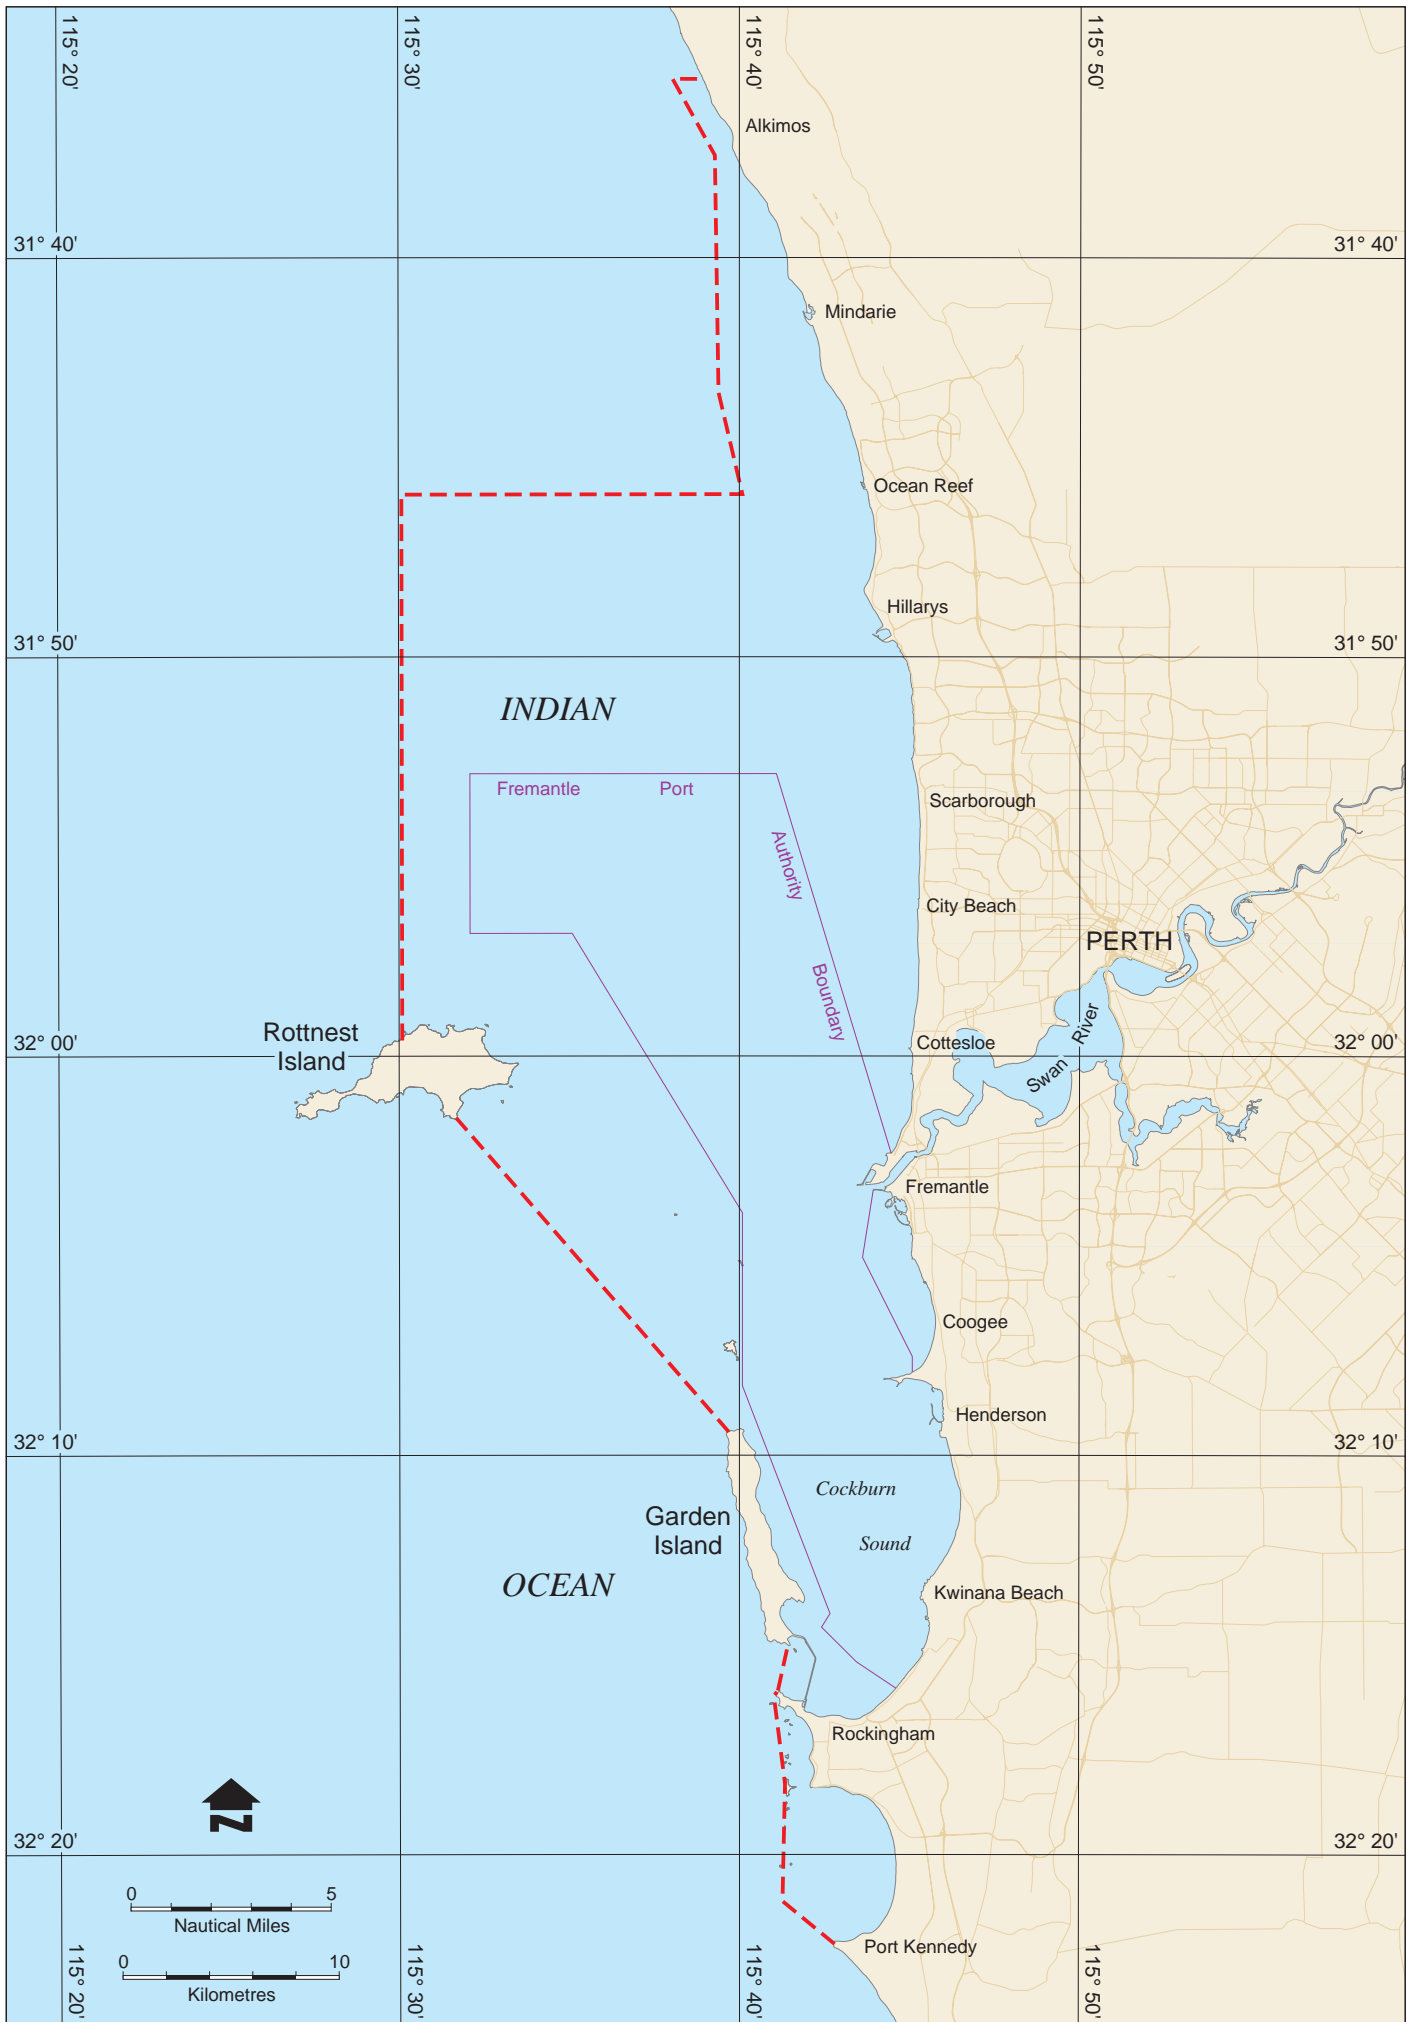 115° 20'
115° 30'
115° 40'
115° 50'
Alkimos
31° 40'
31° 40'
Mindarie
Ocean Reef
Hillarys
31° 50'
31° 50'
INDIAN
Fremantle Port
Authority
Boundary
Scarborough
City Beach
PERTH
Rottnest
Island
32° 00'
Cottesloe
Swan River
32° 00'
Fremantle
Coogee
Henderson
32° 10'
32° 10'
Cockburn
Sound
Garden
Island
OCEAN
Kwinana Beach
Rockingham
N
32° 20'
32° 20'
0 5
Nautical Miles
Port Kennedy
0 10
Kilometres
115° 20'
115° 30'
115° 40'
115° 50'